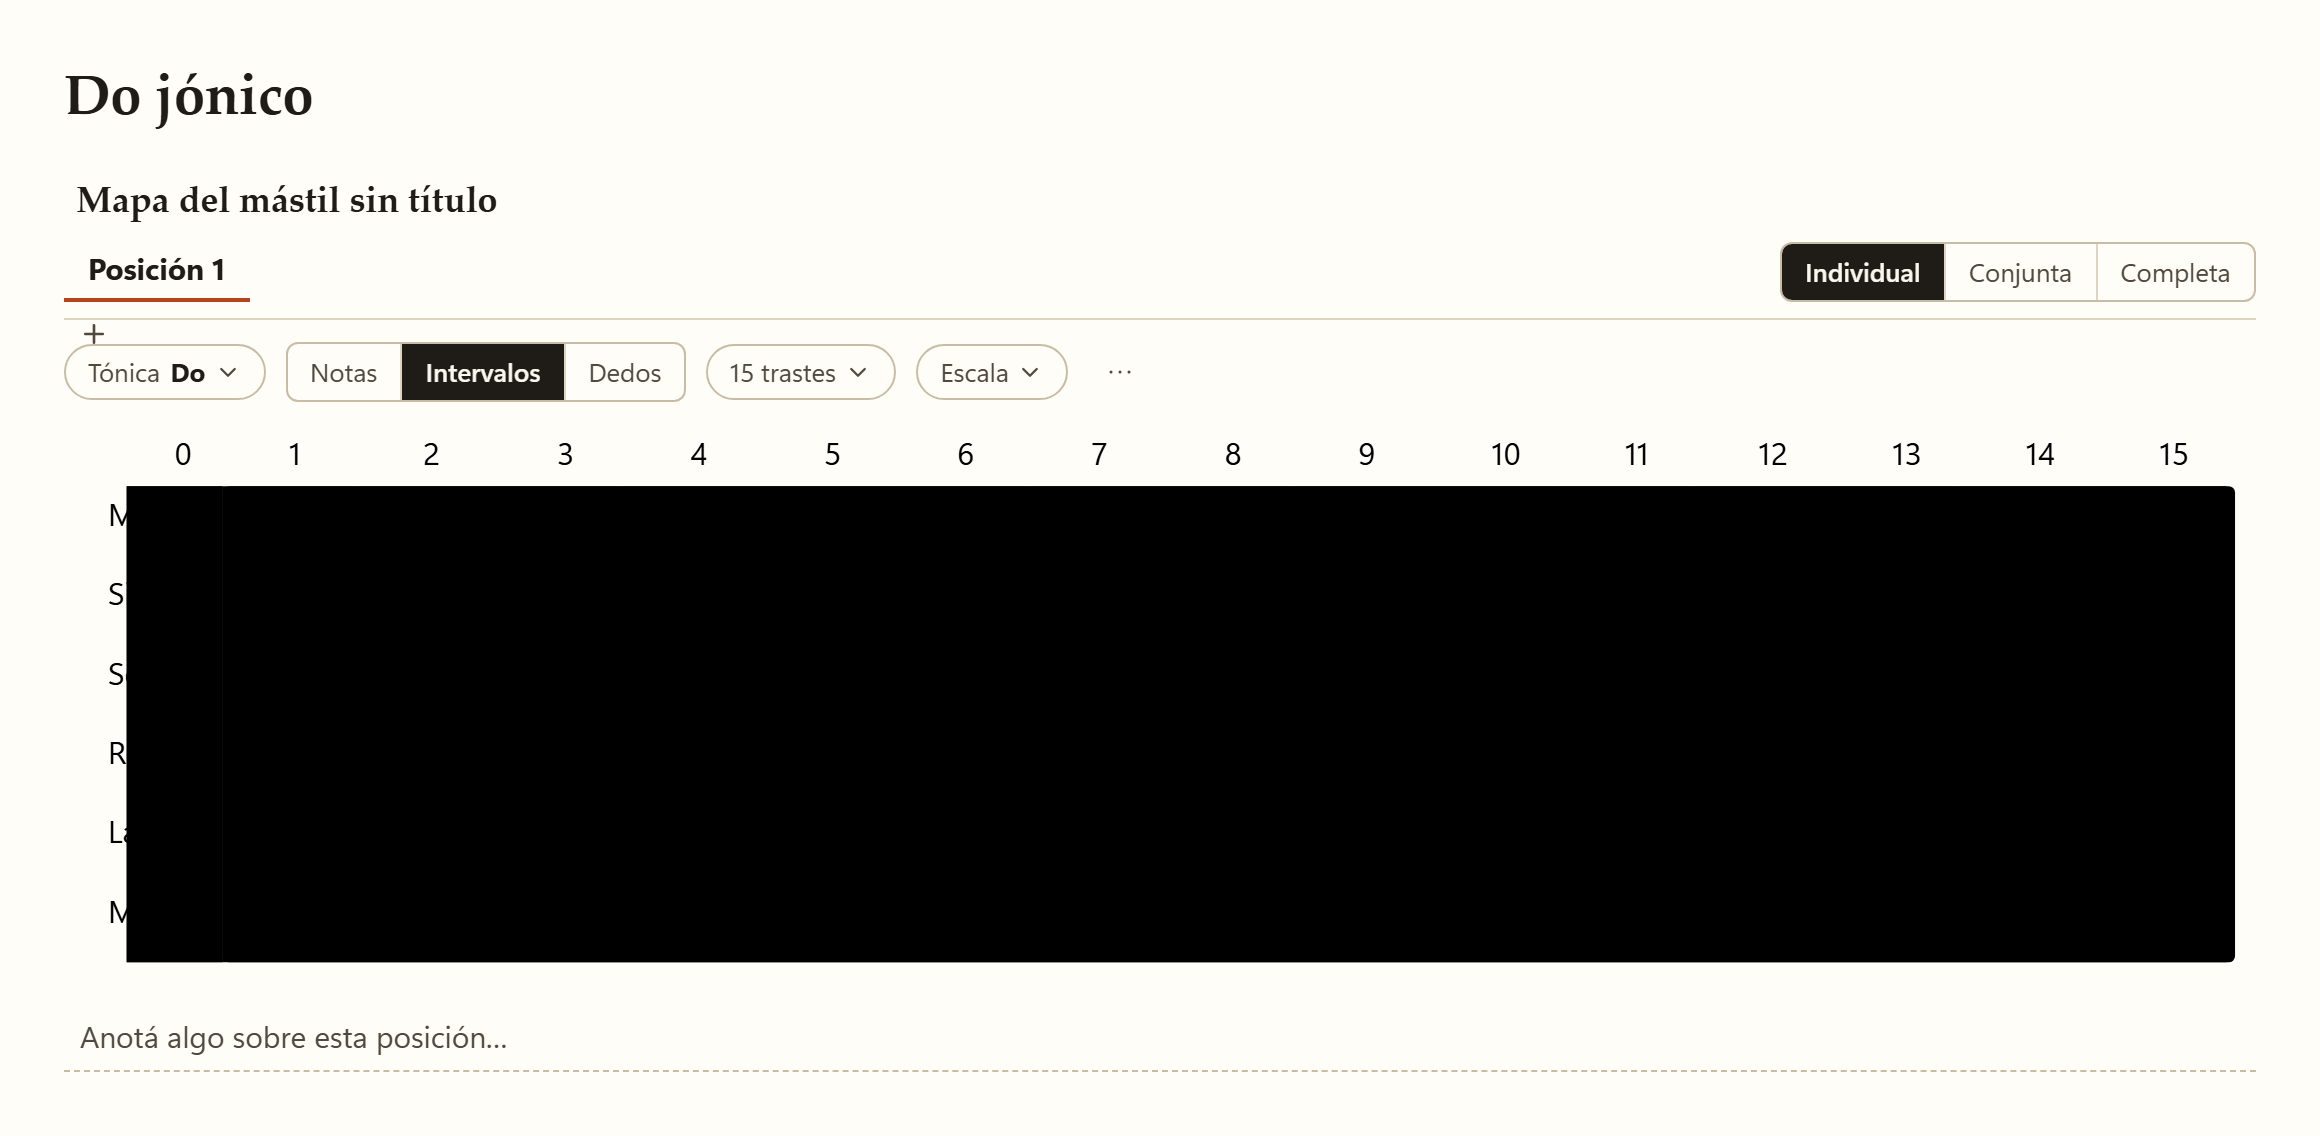 Do jónico
Mapa del mástil sin título
Posición 1
Individual Conjunta Completa
+
Tónica Do Notas Intervalos Dedos 15 trastes Escala ...
0 1 2 3 4 5 6 7 8 9 10 11 12 13 14 15
Anotá algo sobre esta posición...